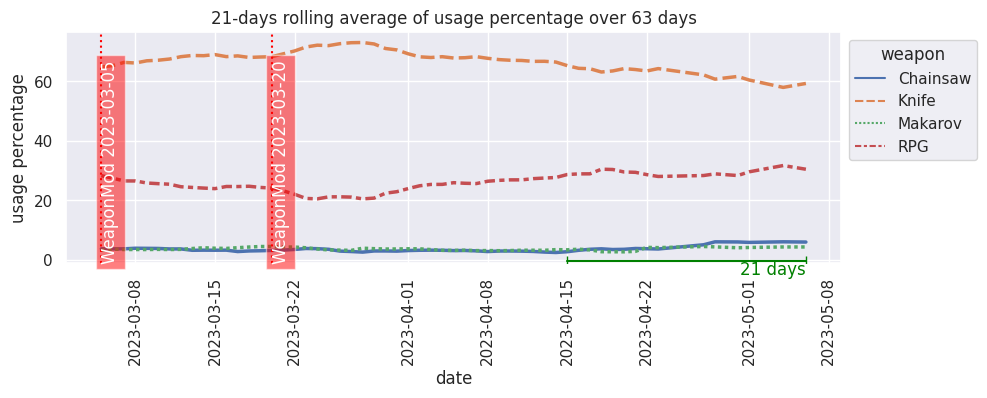 21-days rolling average of usage percentage over 63 days
usage percentage
60
40
20
0
WeaponMod 2023-03-05
WeaponMod 2023-03-20
21 days
2023-03-08
2023-03-15
2023-03-22
2023-04-01
2023-04-08
2023-04-15
2023-04-22
2023-05-01
2023-05-08
date
weapon
Chainsaw
Knife
Makarov
RPG